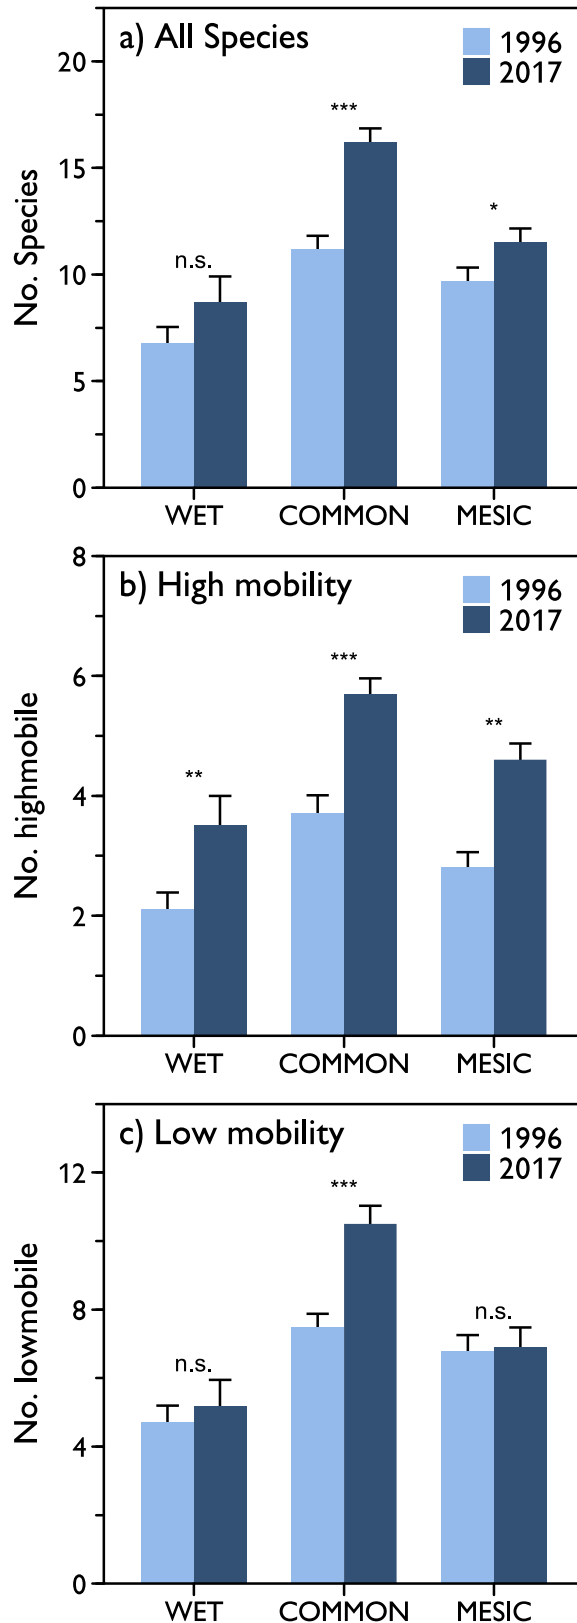 a) All Species
1996
2017
20
15
10
5
0
No. Species
n.s.
***
*
WET COMMON MESIC
b) High mobility
1996
2017
8
6
4
2
0
No. highmobile
**
***
**
WET COMMON MESIC
c) Low mobility
1996
2017
12
8
4
0
No. lowmobile
n.s.
***
n.s.
WET COMMON MESIC